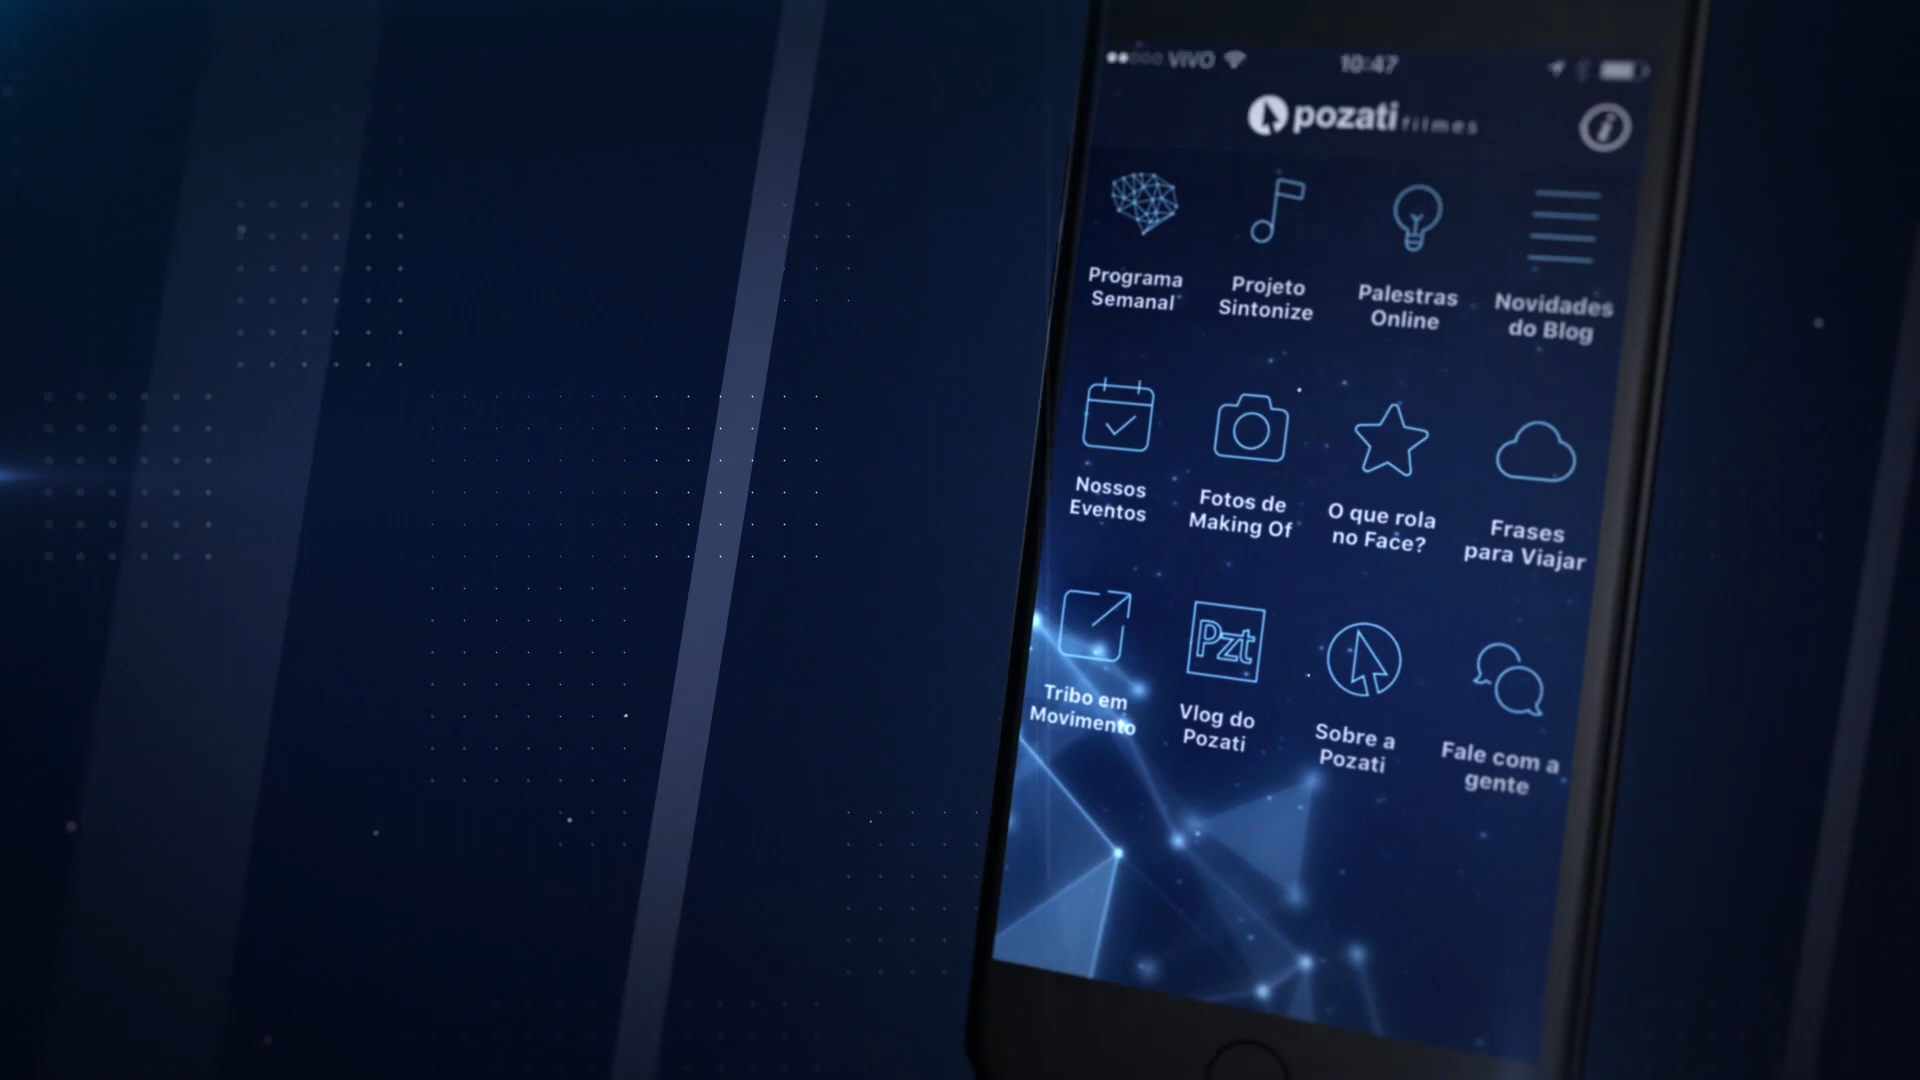 VIVO 10:47
pozati filmes
Programa
Semanal
Projeto
Sintonize
Palestras
Online
Novidades
do Blog
Nossos
Eventos
Fotos de
Making Of
O que rola
no Face?
Frases
para Viajar
Pzt
Tribo em
Movimento
Vlog do
Pozati
Sobre a
Pozati
Fale com a
gente